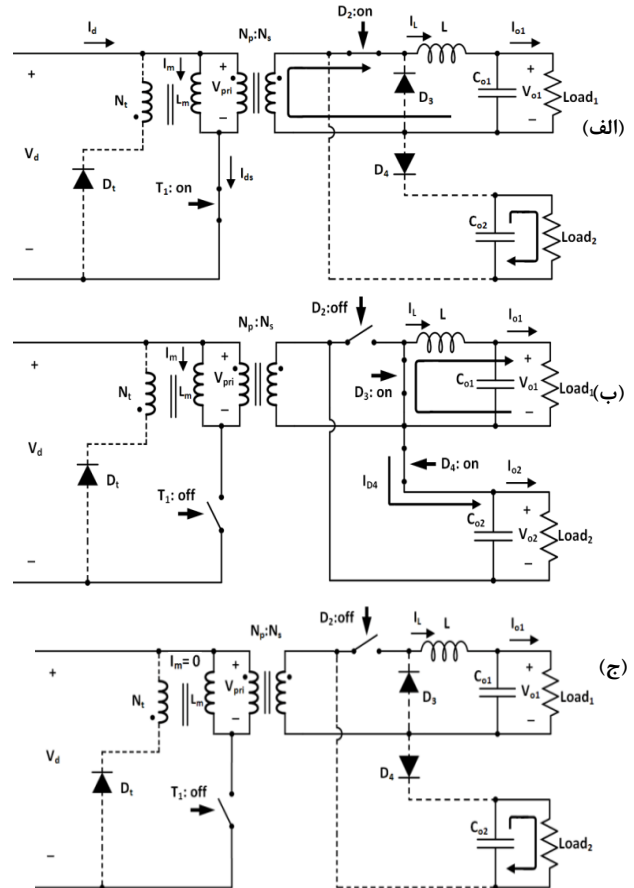 Np:Ns
D2:on
Id
IL
L
Io1
+
Im
+
Nt
Lm
Vpri
D3
Co1
+
Vo1
Load1
−
−
(الف)
Vd
Dt
T1: on
Ids
D4
Co2
Load2
−
Np:Ns
D2:off
IL
L
Io1
+
Im
+
Nt
Lm
Vpri
D3: on
Co1
+
Vo1
Load1
−
−
(ب)
Vd
Dt
T1: off
D4: on
ID4
Io2
Co2
+
Vo2
Load2
−
−
Np:Ns
D2:off
IL
L
Io1
+
Im= 0
+
Nt
Lm
Vpri
D3
Co1
+
Vo1
Load1
−
−
(ج)
Vd
Dt
T1: off
D4
Co2
Load2
−